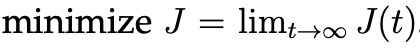 minimize J = lim_{t→∞} J(t)